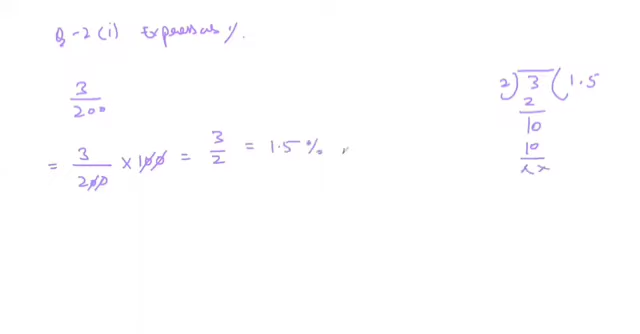 Q-2 (i) Express as %.
3/200
= 3/200 × 100 = 3/2 = 1.5 %
2) 3 ( 1.5
2
10
10
x x